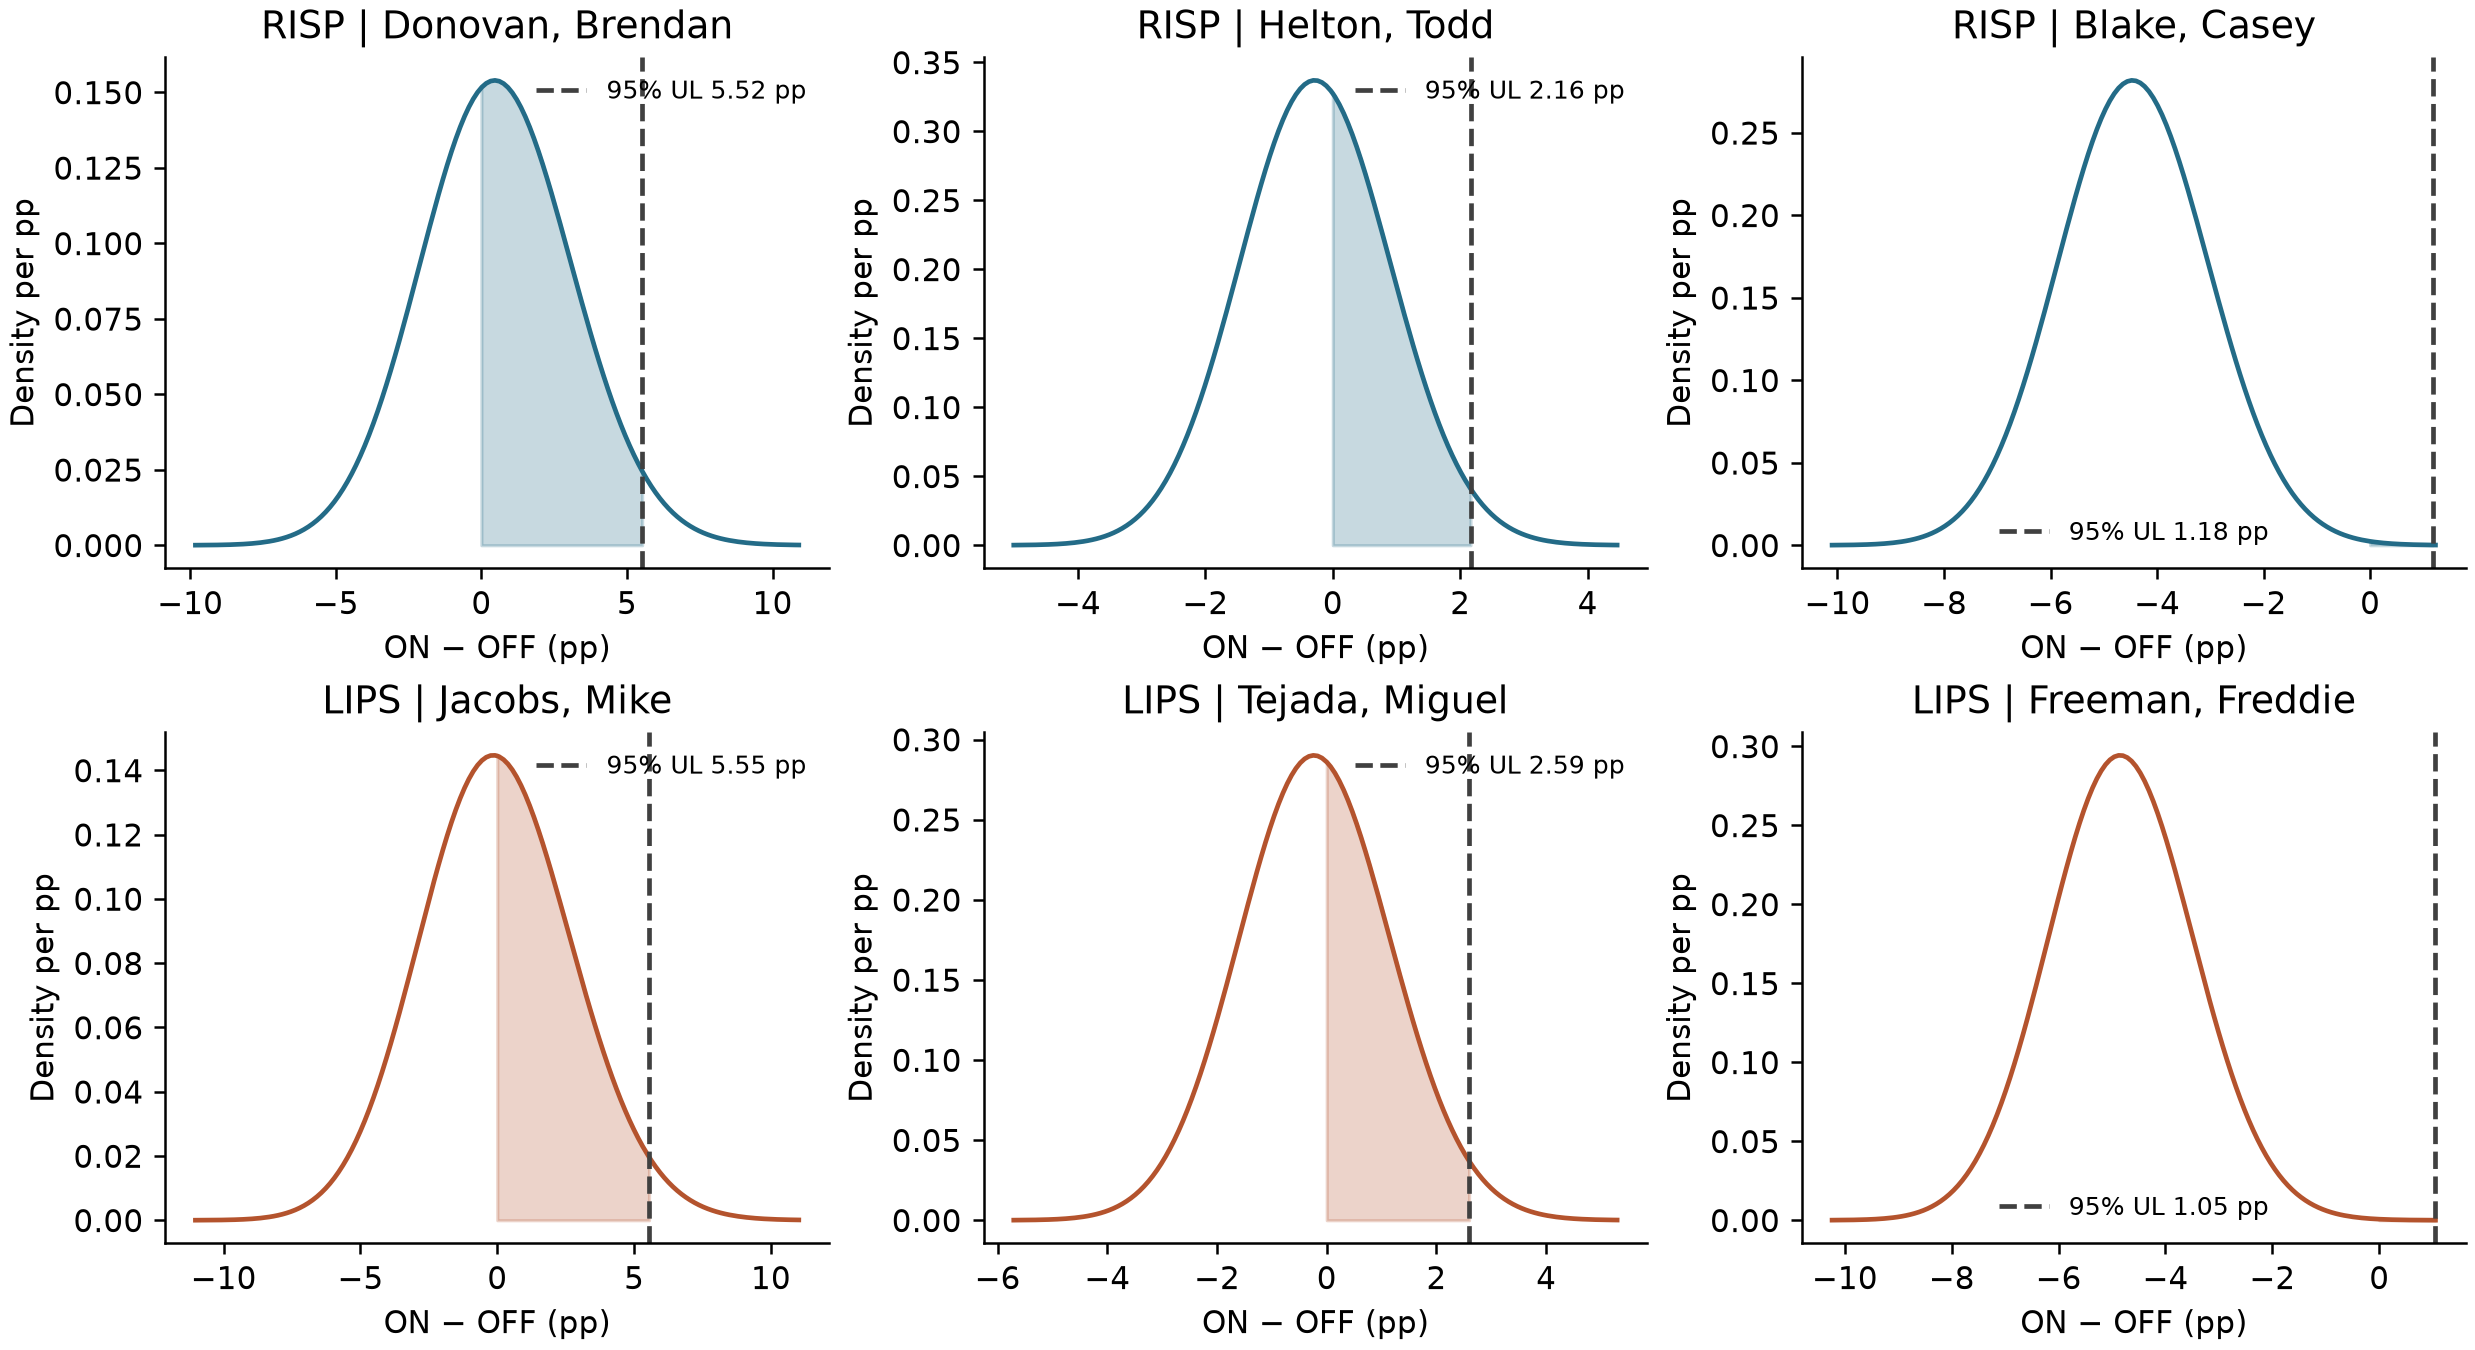 RISP | Donovan, Brendan
95% UL 5.52 pp
Density per pp
0.150
0.125
0.100
0.075
0.050
0.025
0.000
−10 −5 0 5 10
ON − OFF (pp)
RISP | Helton, Todd
95% UL 2.16 pp
Density per pp
0.35
0.30
0.25
0.20
0.15
0.10
0.05
0.00
−4 −2 0 2 4
ON − OFF (pp)
RISP | Blake, Casey
Density per pp
0.25
0.20
0.15
0.10
0.05
0.00
95% UL 1.18 pp
−10 −8 −6 −4 −2 0
ON − OFF (pp)
LIPS | Jacobs, Mike
95% UL 5.55 pp
Density per pp
0.14
0.12
0.10
0.08
0.06
0.04
0.02
0.00
−10 −5 0 5 10
ON − OFF (pp)
LIPS | Tejada, Miguel
95% UL 2.59 pp
Density per pp
0.30
0.25
0.20
0.15
0.10
0.05
0.00
−6 −4 −2 0 2 4
ON − OFF (pp)
LIPS | Freeman, Freddie
Density per pp
0.30
0.25
0.20
0.15
0.10
0.05
0.00
95% UL 1.05 pp
−10 −8 −6 −4 −2 0
ON − OFF (pp)